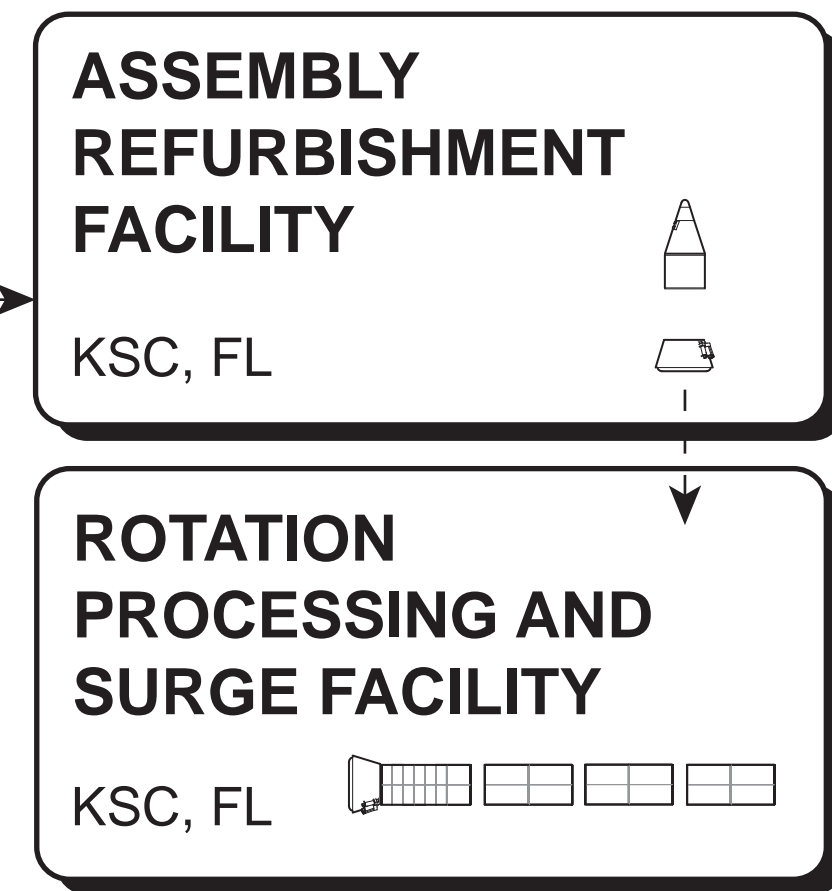 ASSEMBLY
REFURBISHMENT
FACILITY
KSC, FL
ROTATION
PROCESSING AND
SURGE FACILITY
KSC, FL